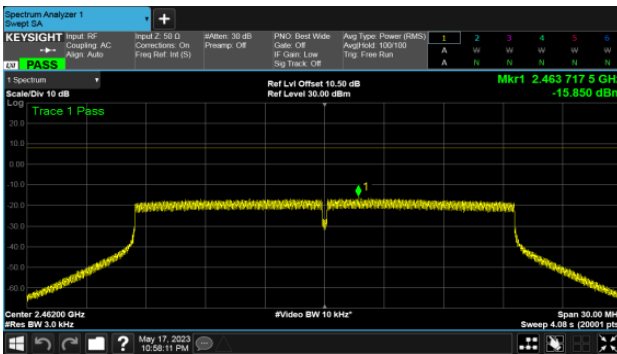 Spectrum Analyzer 1
Swept SA
+
KEYSIGHT Input: RF Input Z: 50 Ω #Atten: 30 dB PNO: Best Wide Avg Type: Power (RMS) 1 2 3 4 5 6
Coupling: AC Corrections: On Preamp: Off Gate: Off Avg|Hold: 100/100 A W W W W W
Align: Auto Freq Ref: Int (S) IF Gain: Low Trig: Free Run
LXI PASS Sig Track: Off A N N N N N
1 Spectrum Ref Lvl Offset 10.50 dB Mkr1 2.463 717 5 GHz
Scale/Div 10 dB Ref Level 30.00 dBm -15.850 dBm
Log Trace 1 Pass
20.0
10.0
0.00
-10.0
1
-20.0
-30.0
-40.0
-50.0
-60.0
Center 2.46200 GHz #Video BW 10 kHz* Span 30.00 MHz
#Res BW 3.0 kHz Sweep 4.08 s (20001 pts)
? May 17, 2023
10:58:11 PM